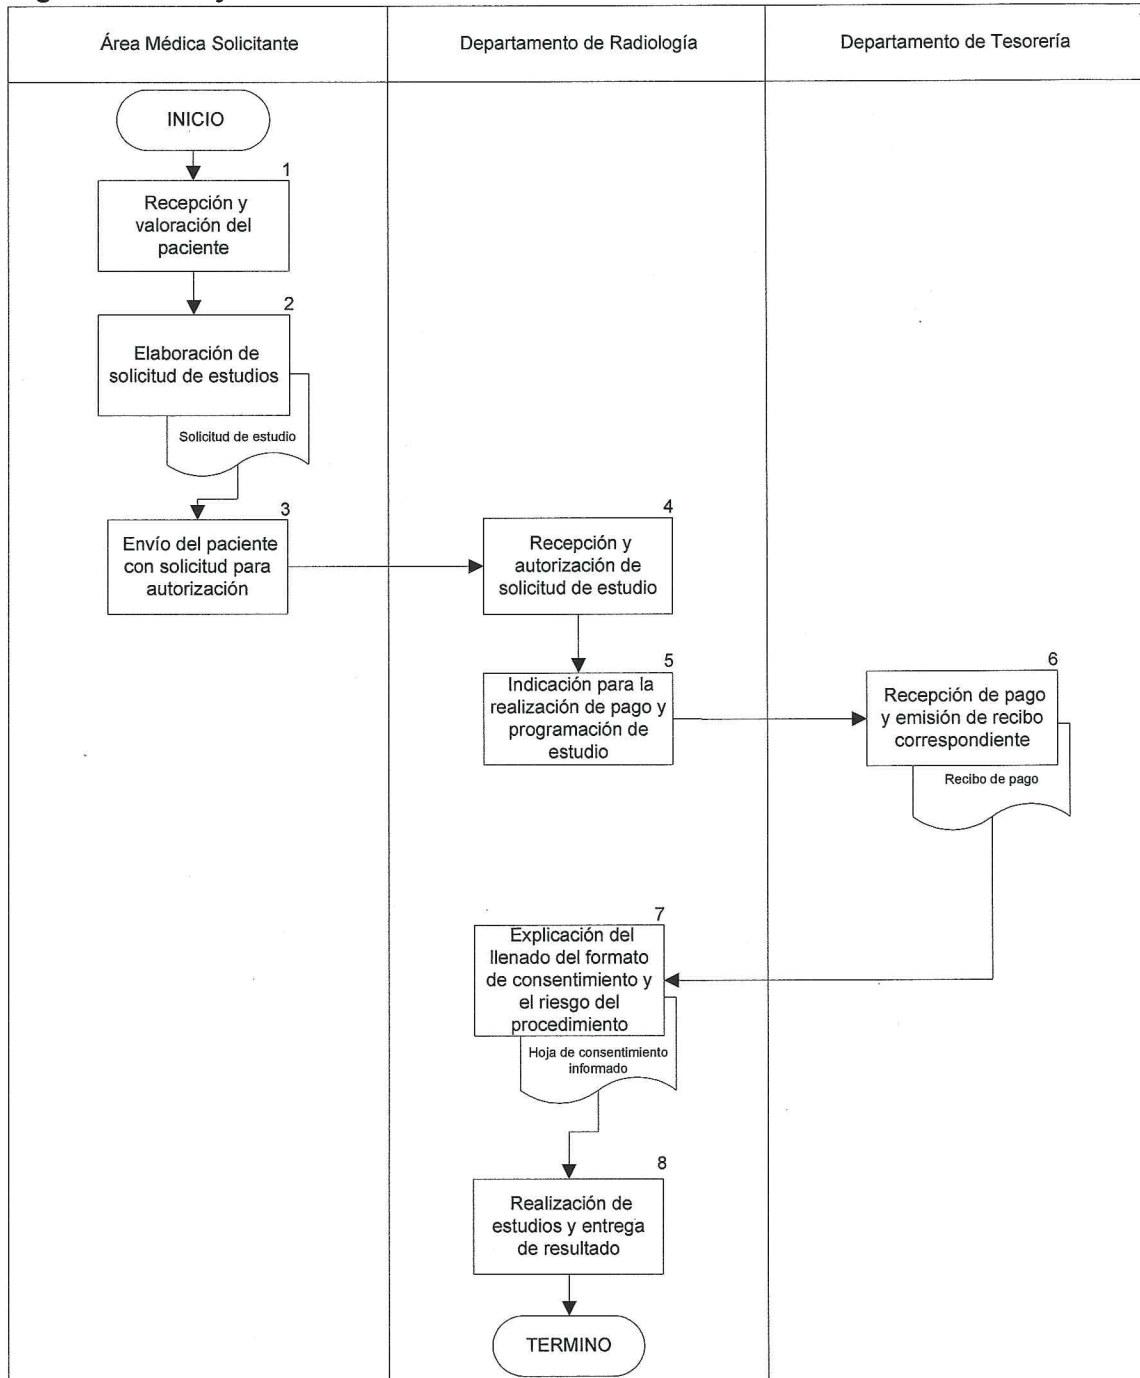 Área Médica Solicitante
Departamento de Radiología
Departamento de Tesorería
INICIO
1
Recepción y
valoración del
paciente
2
Elaboración de
solicitud de estudios
Solicitud de estudio
3
Envío del paciente
con solicitud para
autorización
4
Recepción y
autorización de
solicitud de estudio
5
Indicación para la
realización de pago y
programación de
estudio
6
Recepción de pago
y emisión de recibo
correspondiente
Recibo de pago
7
Explicación del
llenado del formato
de consentimiento y
el riesgo del
procedimiento
Hoja de consentimiento
informado
8
Realización de
estudios y entrega
de resultado
TERMINO